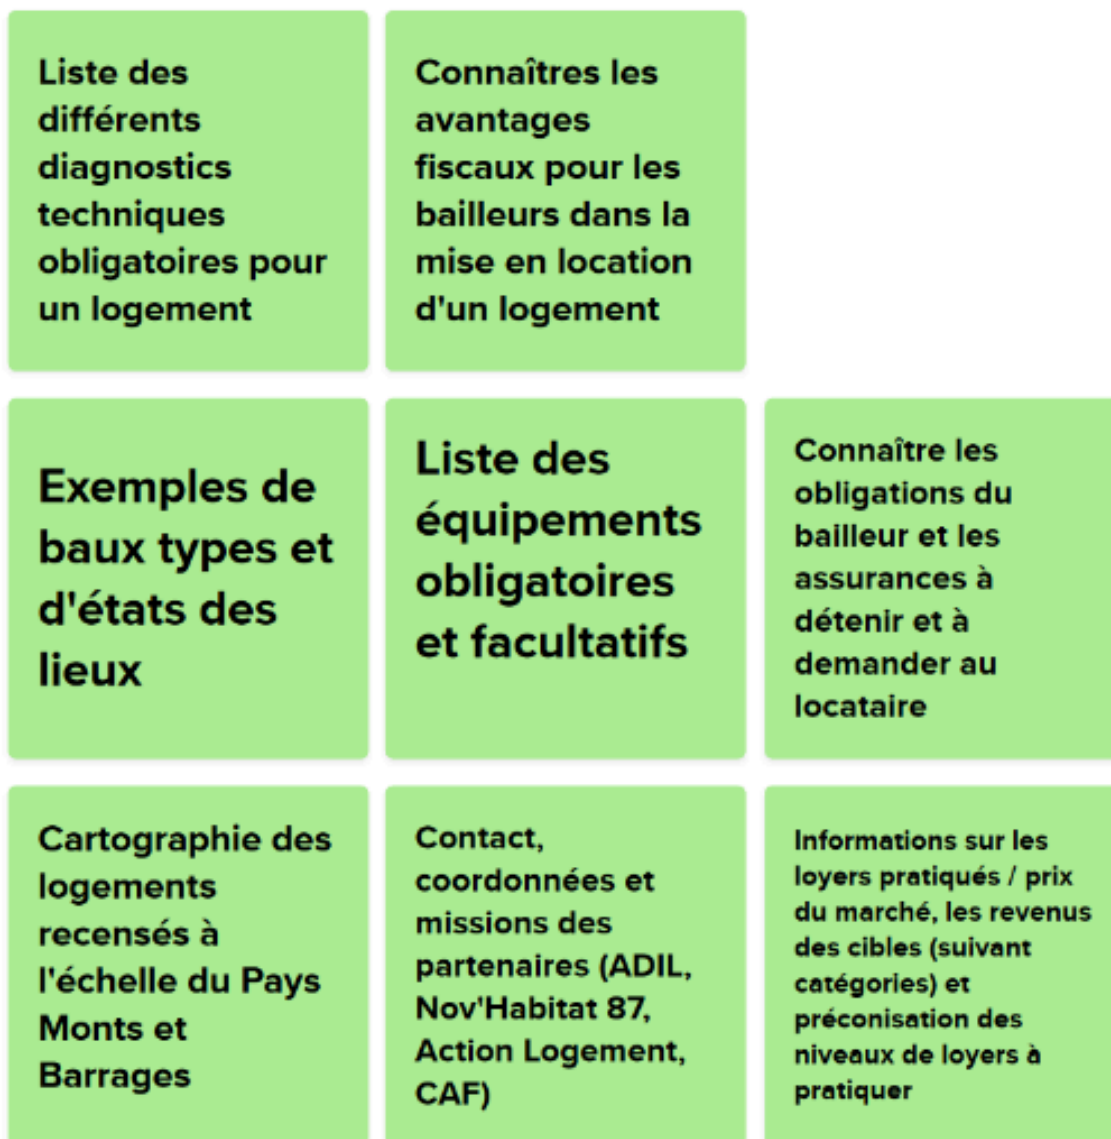 Liste des
différents
diagnostics
techniques
obligatoires pour
un logement
Connaîtres les
avantages
fiscaux pour les
bailleurs dans la
mise en location
d'un logement
Exemples de
baux types et
d'états des
lieux
Liste des
équipements
obligatoires
et facultatifs
Connaître les
obligations du
bailleur et les
assurances à
détenir et à
demander au
locataire
Cartographie des
logements
recensés à
l'échelle du Pays
Monts et
Barrages
Contact,
coordonnées et
missions des
partenaires (ADIL,
Nov'Habitat 87,
Action Logement,
CAF)
Informations sur les
loyers pratiqués / prix
du marché, les revenus
des cibles (suivant
catégories) et
préconisation des
niveaux de loyers à
pratiquer